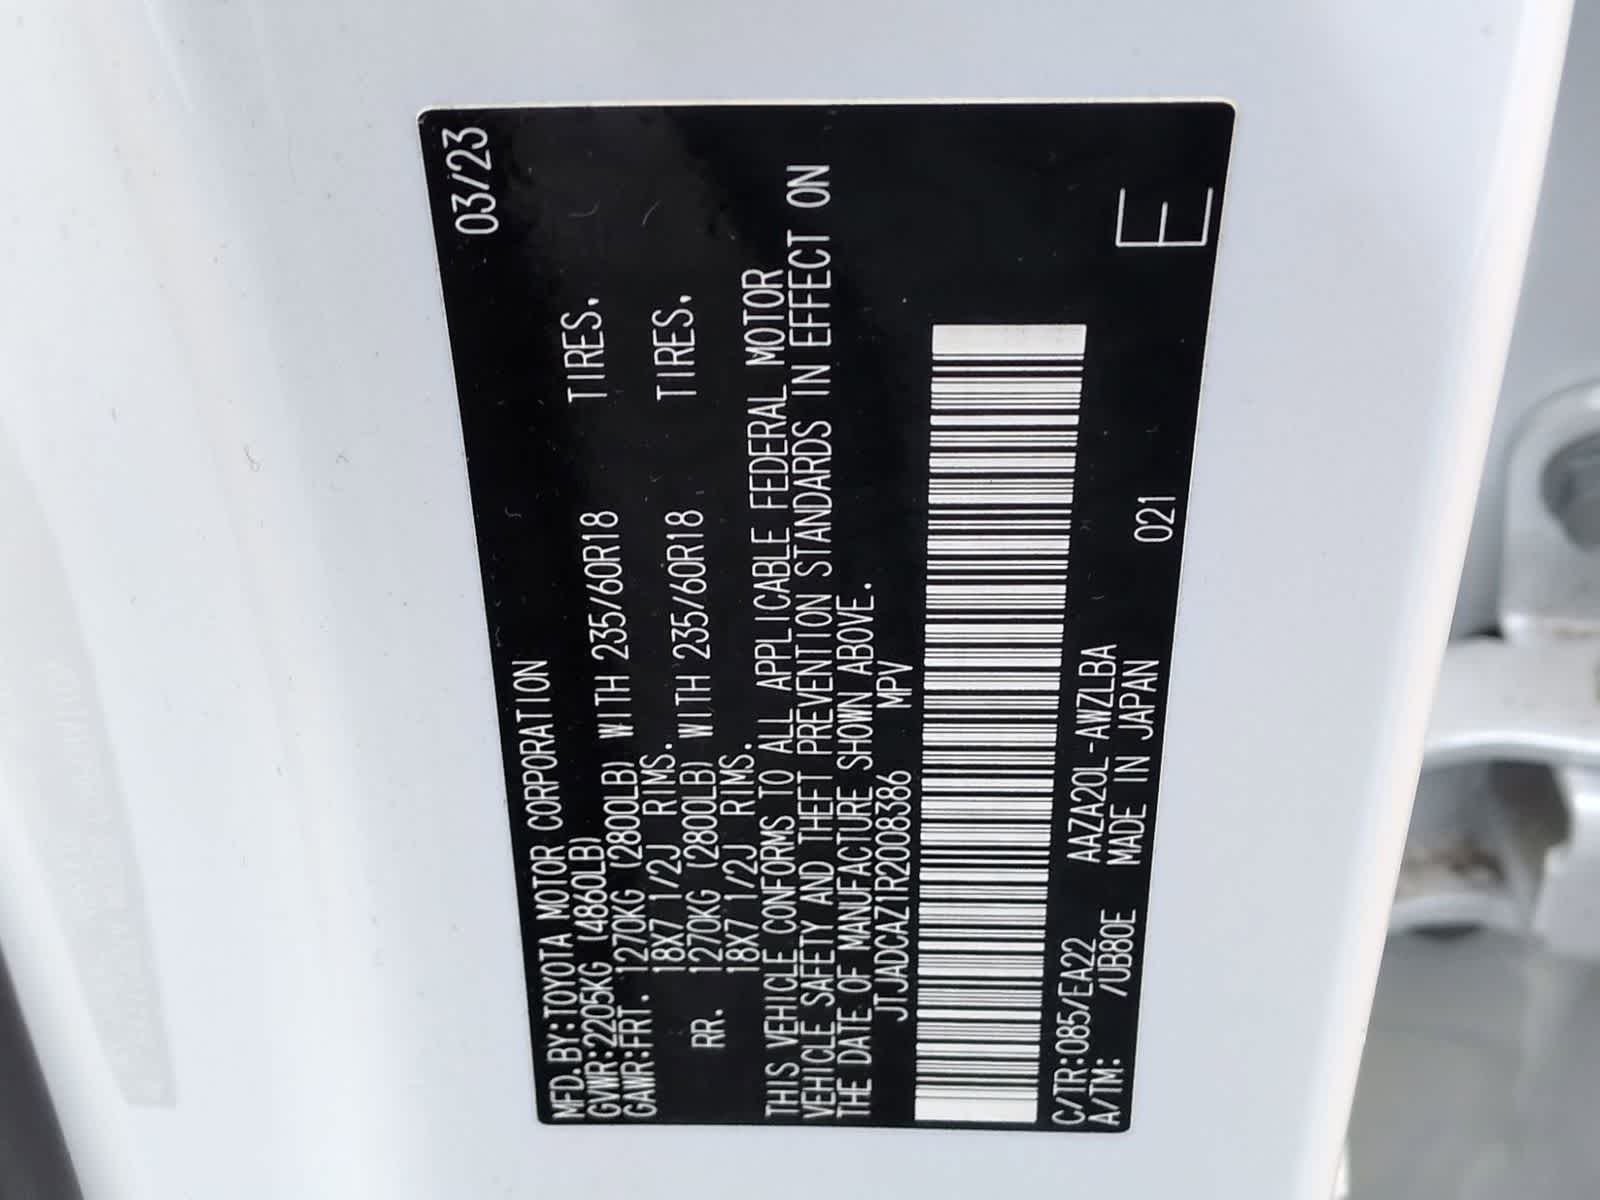 MFD.BY:TOYOTA MOTOR CORPORATION 03/23
GVWR:2205KG (4860LB)
GAWR:FRT. 1270KG (2800LB) WITH 235/60R18 TIRES.
18X7 1/2J RIMS.
RR. 1270KG (2800LB) WITH 235/60R18 TIRES.
18X7 1/2J RIMS.
THIS VEHICLE CONFORMS TO ALL APPLICABLE FEDERAL MOTOR
VEHICLE SAFETY AND THEFT PREVENTION STANDARDS IN EFFECT ON
THE DATE OF MANUFACTURE SHOWN ABOVE.
JTJADCAZ1R2008386 MPV
C/TR:085/EA22 AAZA20L-AWZLBA
A/TM: /UB80E MADE IN JAPAN 021 E